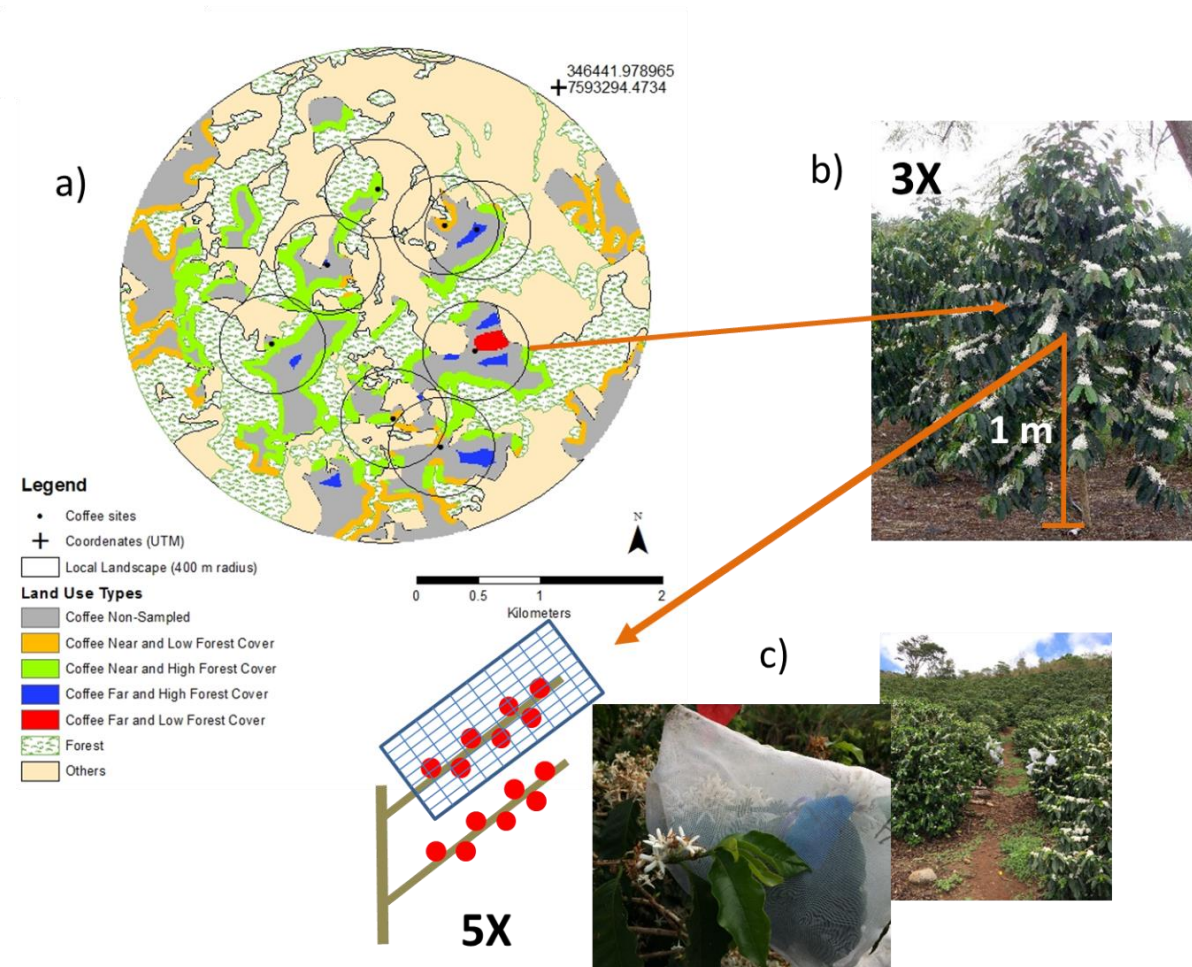 346441.978965
7593294.4734
a)
b)
3X
1 m
Legend
Coffee sites
Coordenates (UTM)
Local Landscape (400 m radius)
Land Use Types
Coffee Non-Sampled
Coffee Near and Low Forest Cover
Coffee Near and High Forest Cover
Coffee Far and High Forest Cover
Coffee Far and Low Forest Cover
Forest
Others
N
0 0.5 1 2
Kilometers
c)
5X